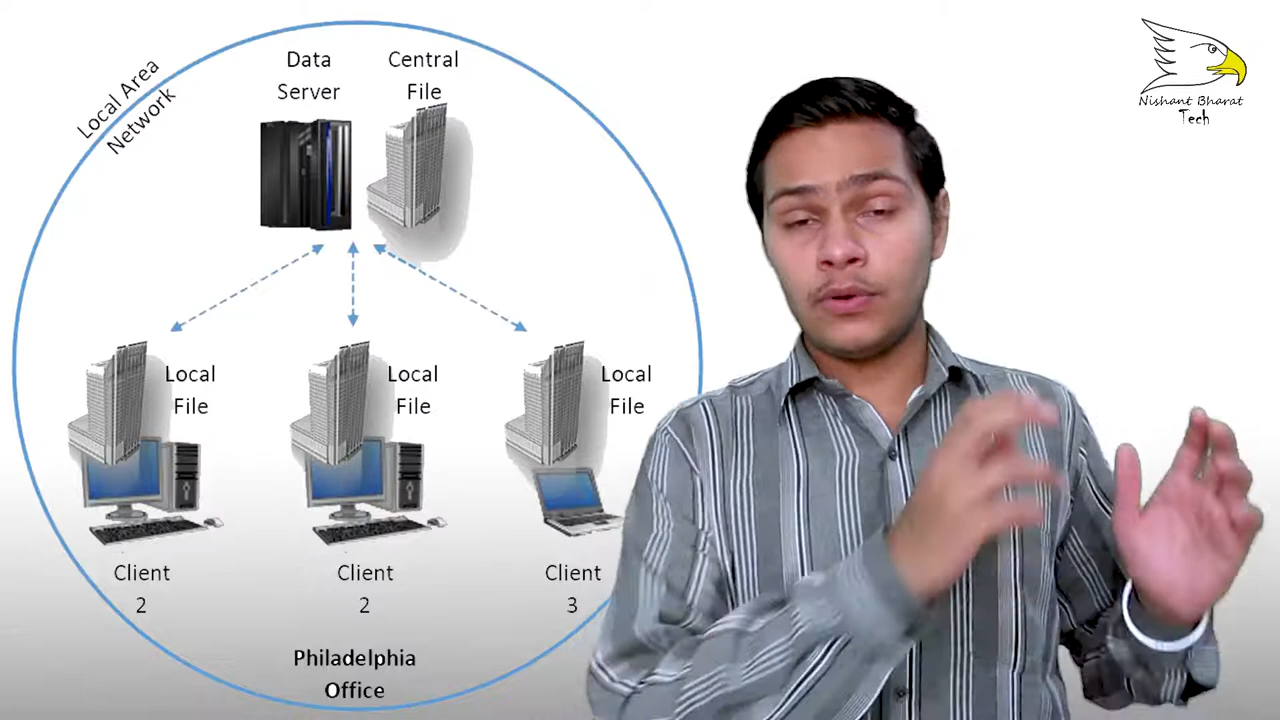 Local Area
Network
Data
Server
Central
File
Nishant Bharat
Tech
Local
File
Local
File
Local
File
Client
2
Client
2
Client
3
Philadelphia
Office